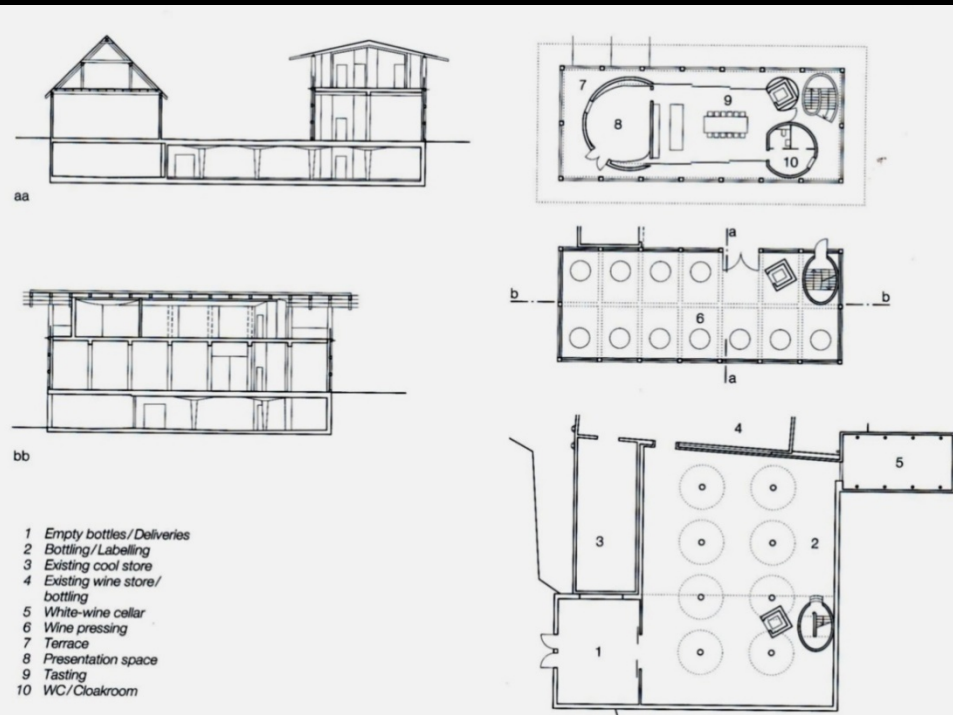 aa
bb
1 Empty bottles/Deliveries
2 Bottling/Labelling
3 Existing cool store
4 Existing wine store/
bottling
5 White-wine cellar
6 Wine pressing
7 Terrace
8 Presentation space
9 Tasting
10 WC/Cloakroom
7
8
9
10
a
b
b
6
a
4
5
3
2
1